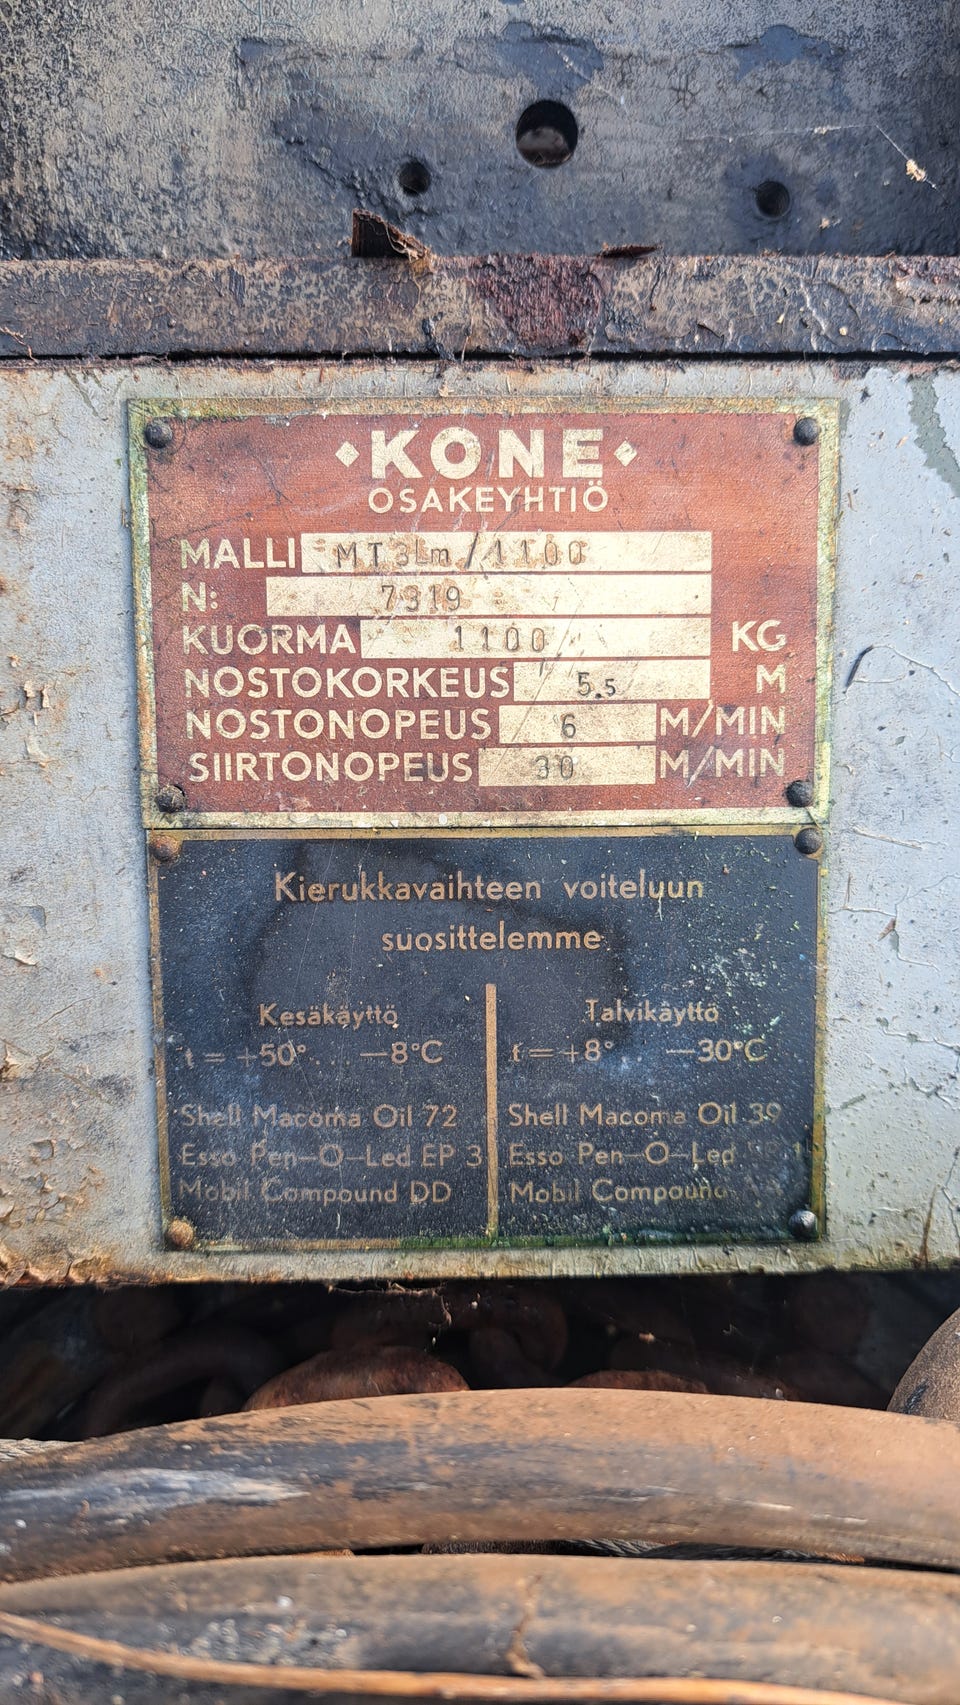 KONE
OSAKEYHTIÖ
MALLI MT3Lm/1100
N: 7319
KUORMA 1100 KG
NOSTOKORKEUS 5,5 M
NOSTONOPEUS 6 M/MIN
SIIRTONOPEUS 30 M/MIN
Kierukkavaihteen voiteluun
suosittelemme
Kesäkäyttö
t = +50° ... —8°C
Shell Macoma Oil 72
Esso Pen—O—Led EP 3
Mobil Compound DD
Talvikäyttö
t = +8° ... —30°C
Shell Macoma Oil 39
Esso Pen—O—Led
Mobil Compound